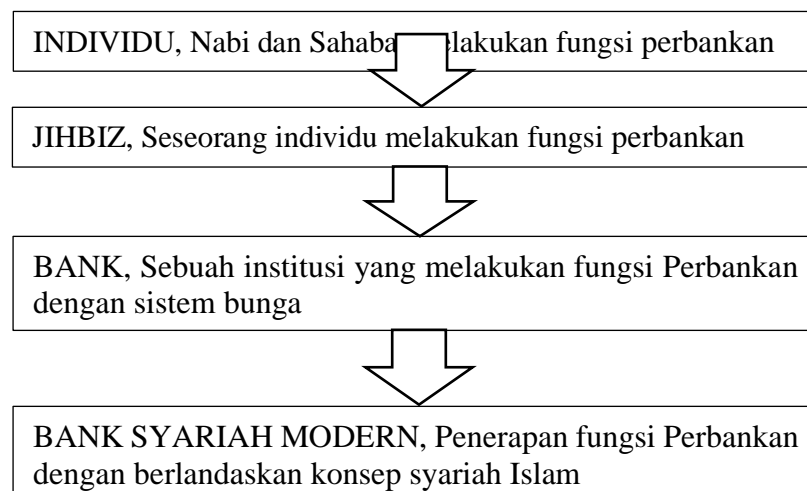 INDIVIDU, Nabi dan elakukan fungsi perbankan
JIHBIZ, Seseorang individu melakukan fungsi perbankan
BANK, Sebuah institusi yang melakukan fungsi Perbankan
dengan sistem bunga
BANK SYARIAH MODERN, Penerapan fungsi Perbankan
dengan berlandaskan konsep syariah Islam